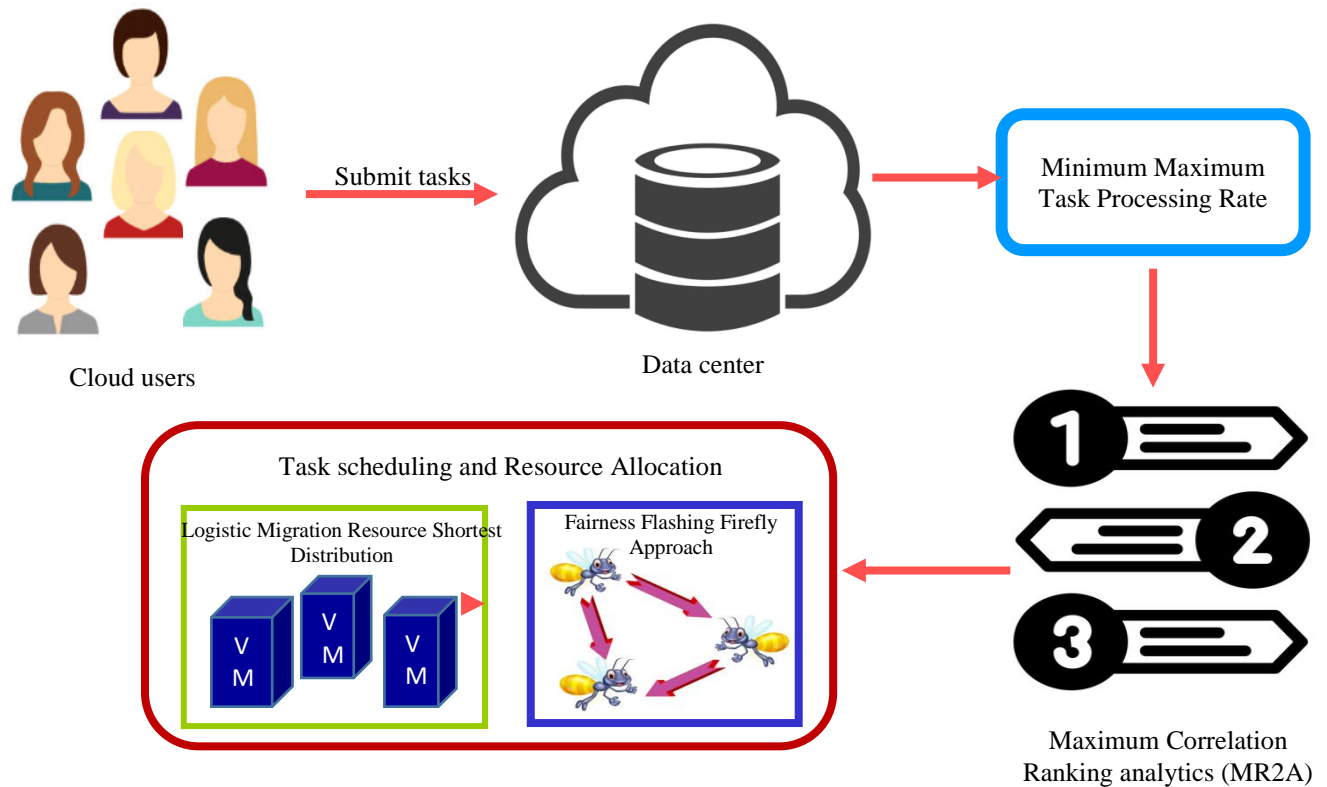 Submit tasks
Minimum Maximum
Task Processing Rate
Cloud users
Data center
1
2
3
Maximum Correlation
Ranking analytics (MR2A)
Task scheduling and Resource Allocation
Logistic Migration Resource Shortest
Distribution
V
M
V
M
V
M
Fairness Flashing Firefly
Approach